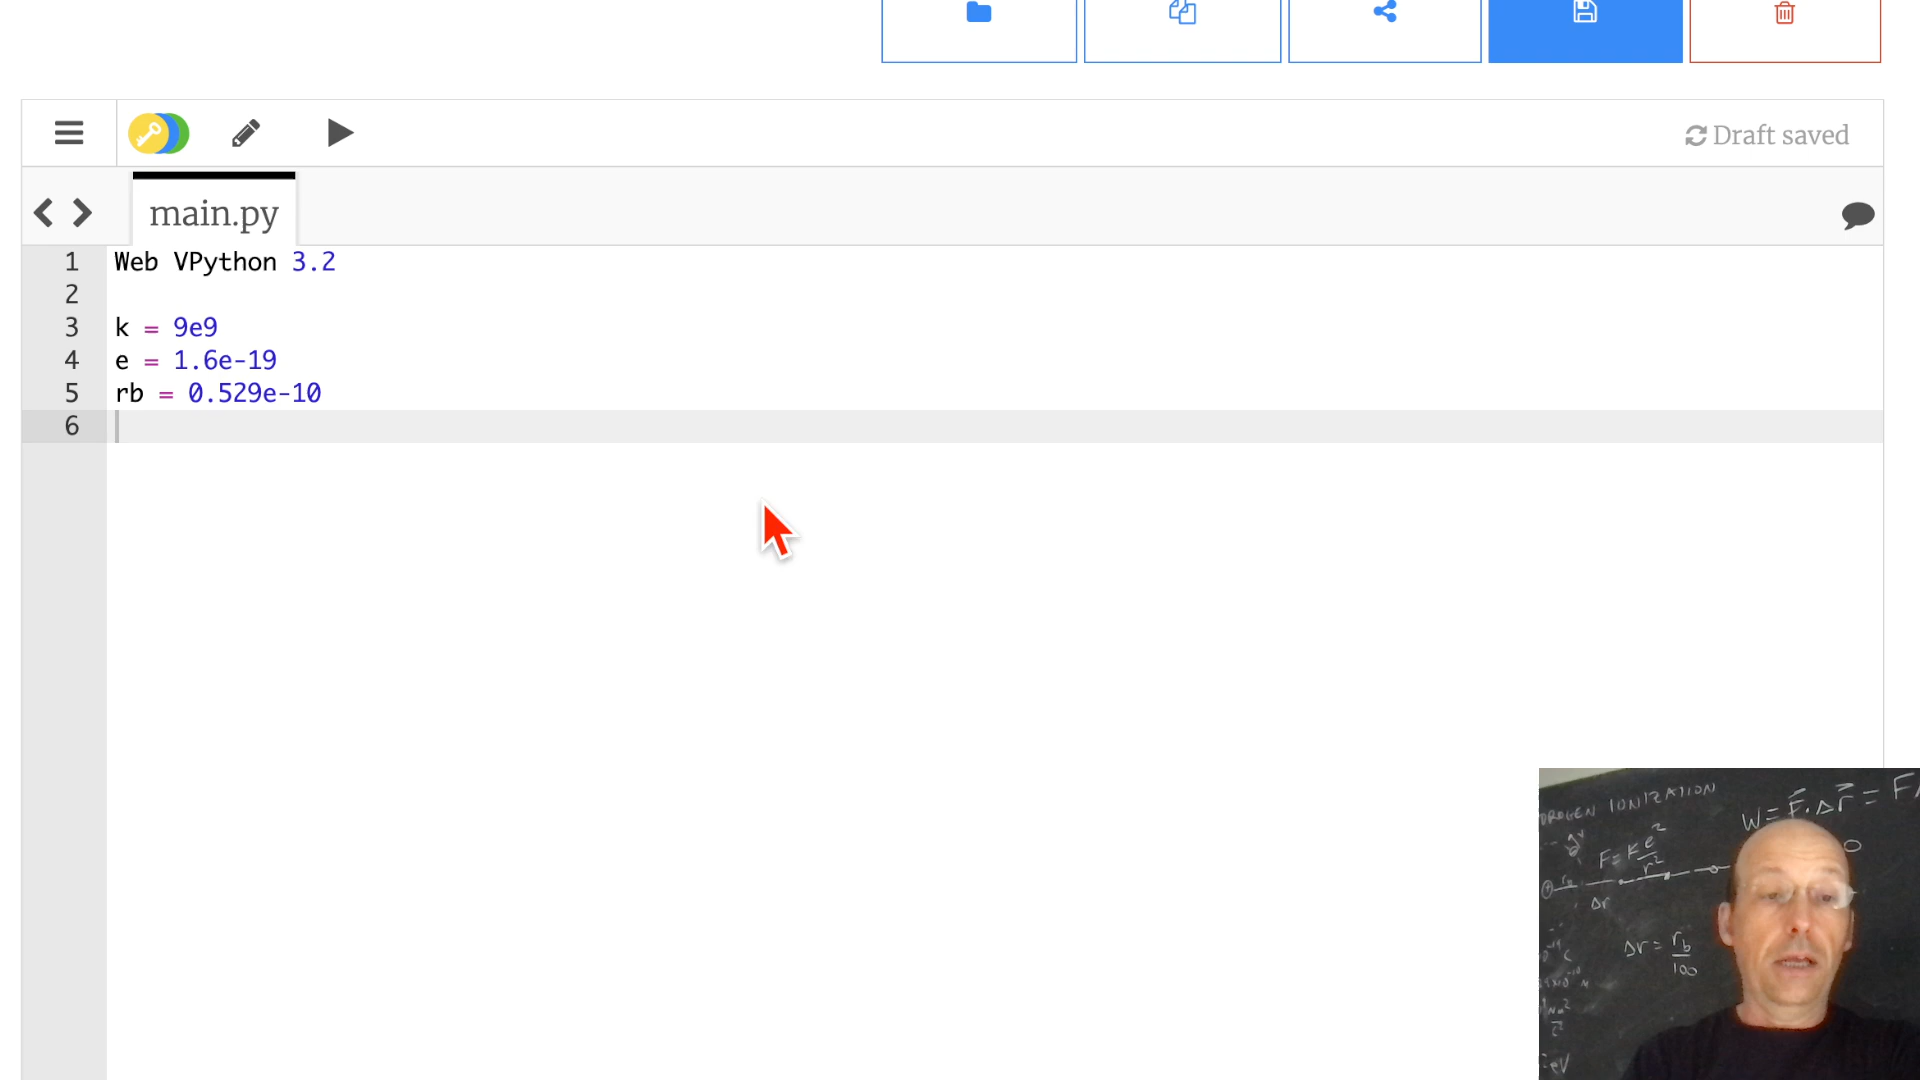 Draft saved
main.py
1 Web VPython 3.2
2
3 k = 9e9
4 e = 1.6e-19
5 rb = 0.529e-10
6
IONIZATION
W = F⃗·Δr⃗ = F
F = k e²/r²
Δr
Δr = rb/100